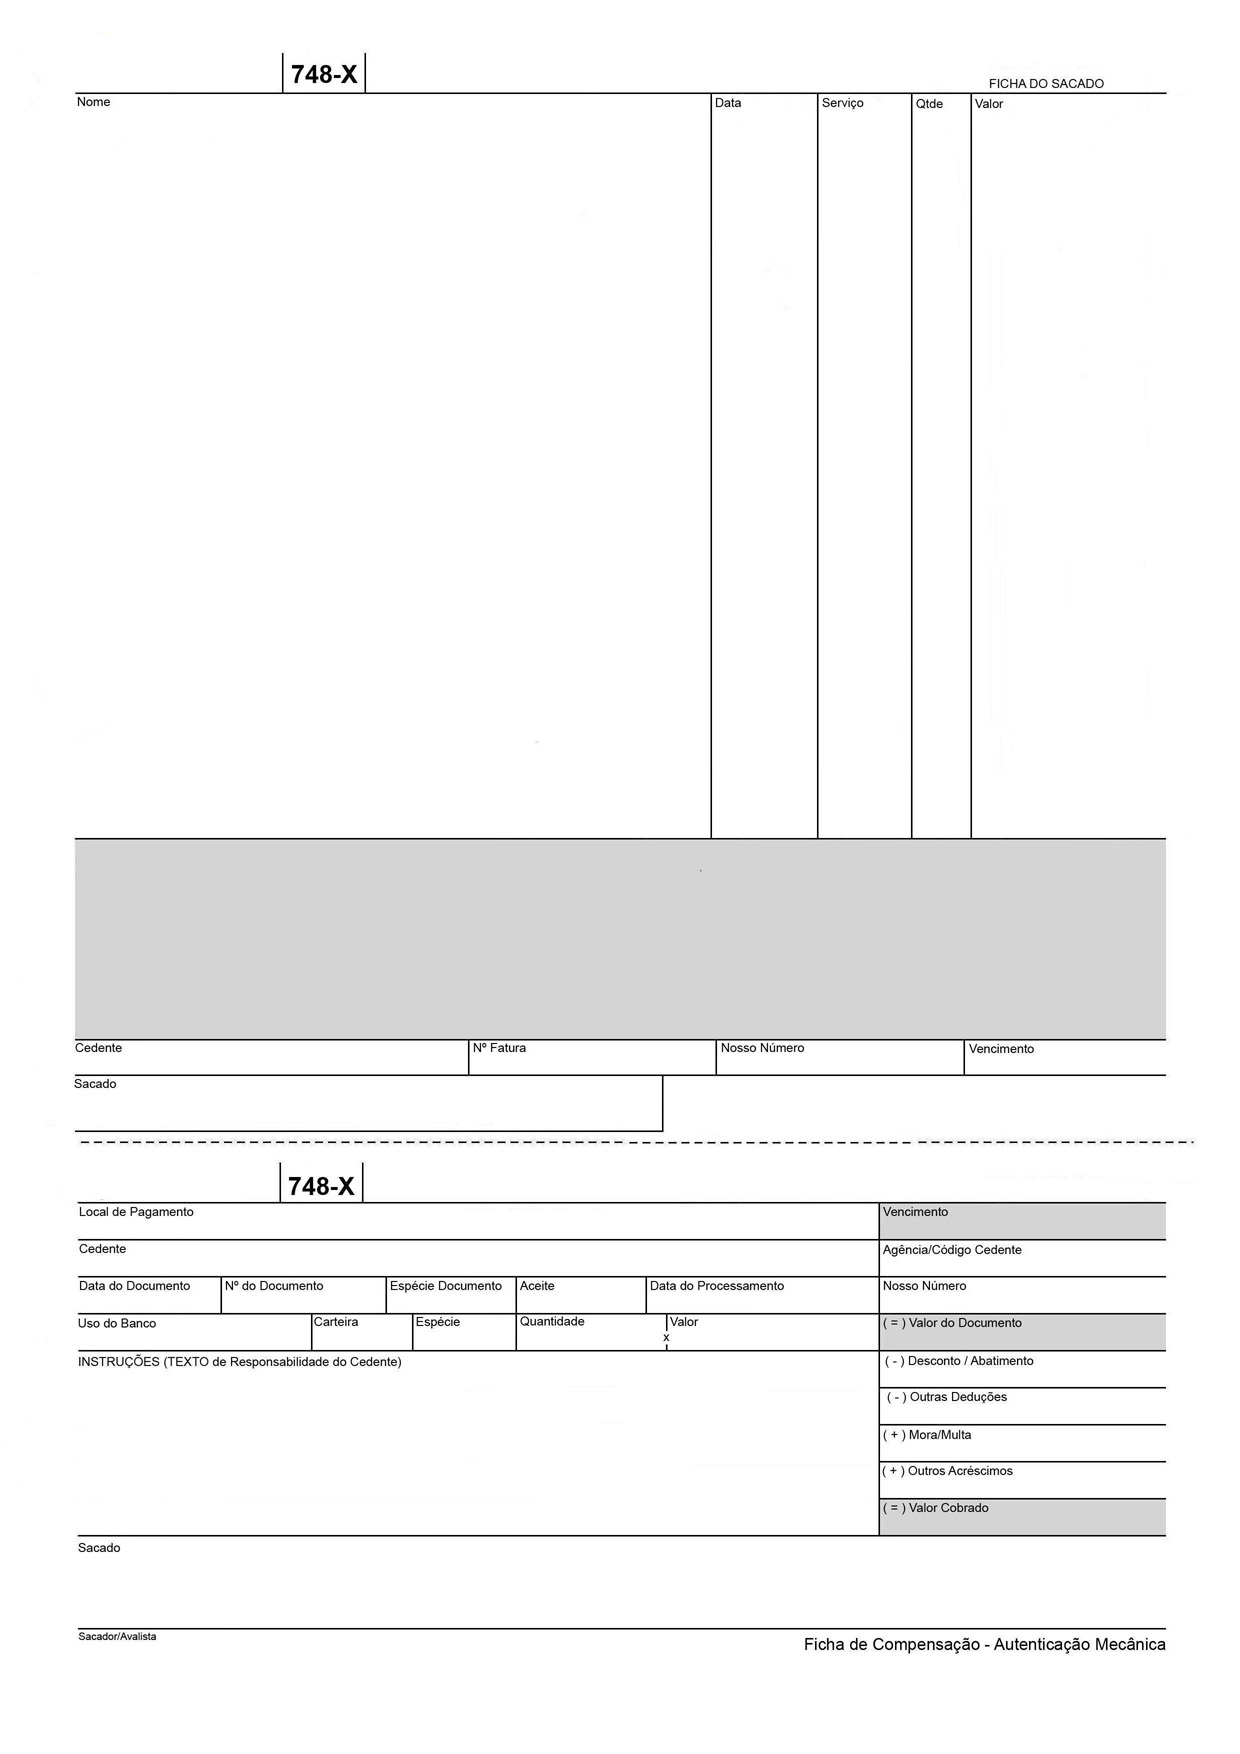 748-X
FICHA DO SACADO
Nome Data Serviço Qtde Valor
Cedente Nº Fatura Nosso Número Vencimento
Sacado
748-X
Local de Pagamento Vencimento
Cedente Agência/Código Cedente
Data do Documento Nº do Documento Espécie Documento Aceite Data do Processamento Nosso Número
Uso do Banco Carteira Espécie Quantidade x Valor ( = ) Valor do Documento
INSTRUÇÕES (TEXTO de Responsabilidade do Cedente) ( - ) Desconto / Abatimento
( - ) Outras Deduções
( + ) Mora/Multa
( + ) Outros Acréscimos
( = ) Valor Cobrado
Sacado
Sacador/Avalista
Ficha de Compensação - Autenticação Mecânica